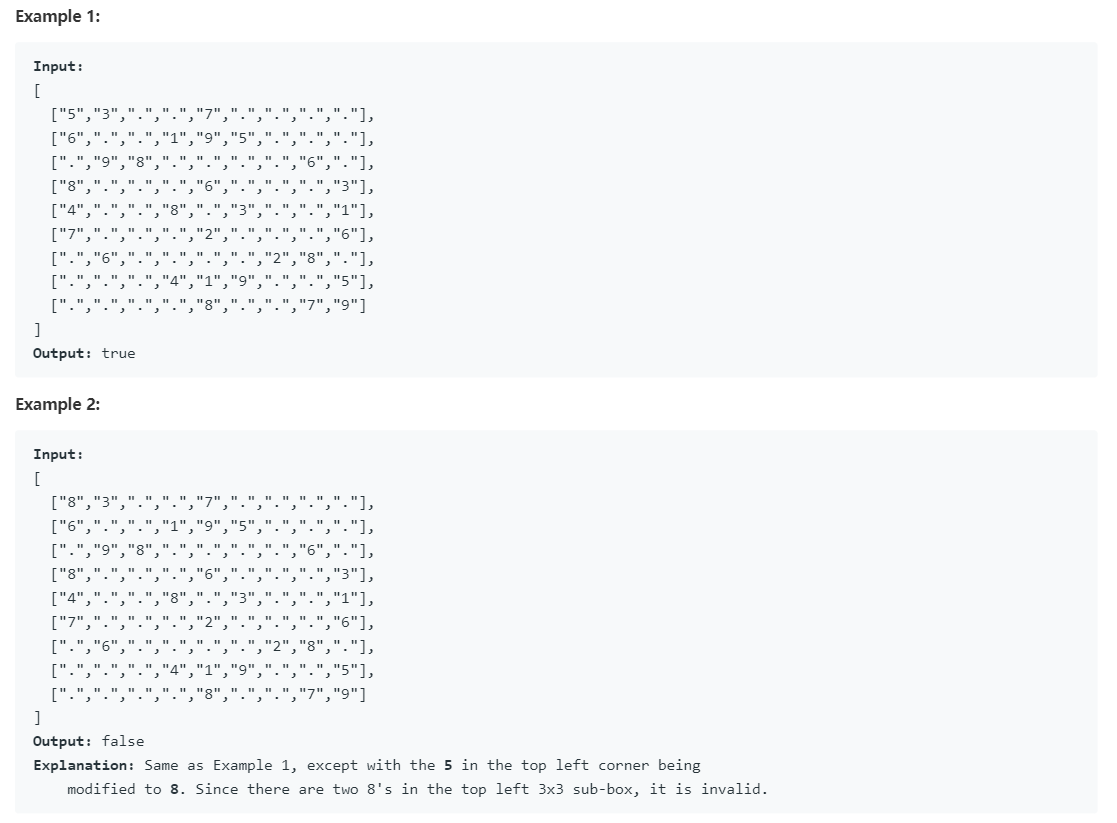 Example 1:
Input:
[
["5","3",".",".","7",".",".",".","."],
["6",".",".","1","9","5",".",".","."],
[".","9","8",".",".",".",".","6","."],
["8",".",".",".","6",".",".",".","3"],
["4",".",".","8",".","3",".",".","1"],
["7",".",".",".","2",".",".",".","6"],
[".","6",".",".",".",".","2","8","."],
[".",".",".","4","1","9",".",".","5"],
[".",".",".",".","8",".",".","7","9"]
]
Output: true
Example 2:
Input:
[
["8","3",".",".","7",".",".",".","."],
["6",".",".","1","9","5",".",".","."],
[".","9","8",".",".",".",".","6","."],
["8",".",".",".","6",".",".",".","3"],
["4",".",".","8",".","3",".",".","1"],
["7",".",".",".","2",".",".",".","6"],
[".","6",".",".",".",".","2","8","."],
[".",".",".","4","1","9",".",".","5"],
[".",".",".",".","8",".",".","7","9"]
]
Output: false
Explanation: Same as Example 1, except with the 5 in the top left corner being
modified to 8. Since there are two 8's in the top left 3x3 sub-box, it is invalid.